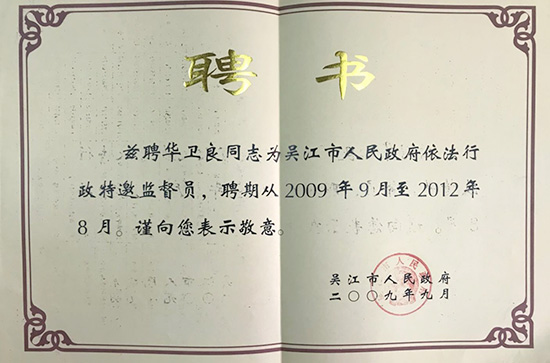 聘书
兹聘华卫良同志为吴江市人民政府依法行
政特邀监督员，聘期从2009年9月至2012年
8月。谨向您表示敬意。
吴江市人民政府
二〇〇九年九月